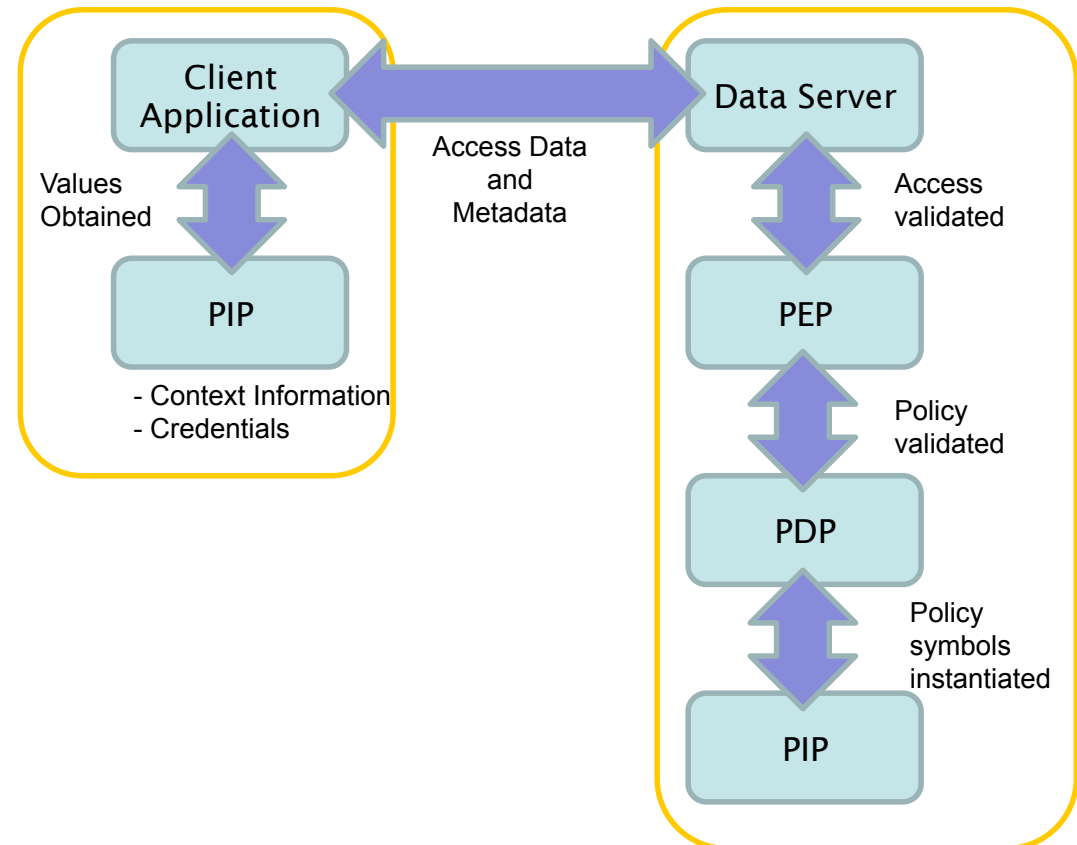 Client
Application
Data Server
Access Data
and
Metadata
Values
Obtained
Access
validated
PIP
PEP
- Context Information
- Credentials
Policy
validated
PDP
Policy
symbols
instantiated
PIP